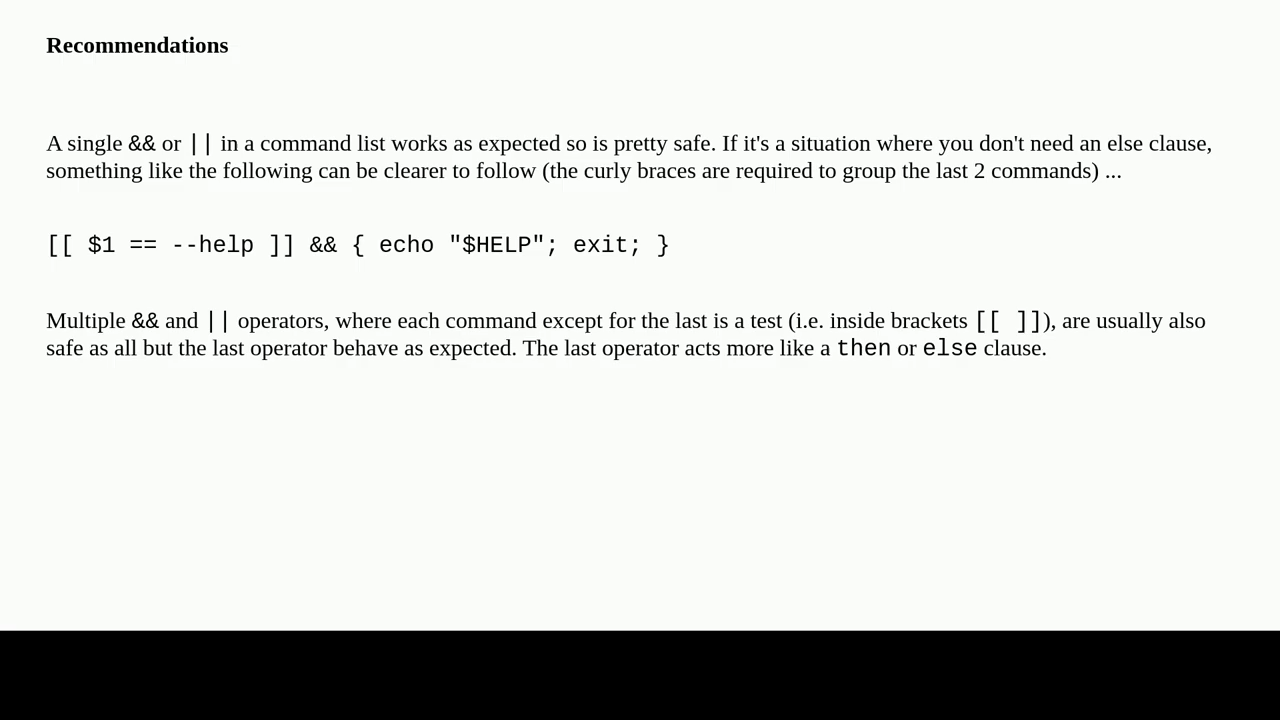 Recommendations
A single && or || in a command list works as expected so is pretty safe. If it's a situation where you don't need an else clause,
something like the following can be clearer to follow (the curly braces are required to group the last 2 commands) ...
[[ $1 == --help ]] && { echo "$HELP"; exit; }
Multiple && and || operators, where each command except for the last is a test (i.e. inside brackets [[ ]]), are usually also
safe as all but the last operator behave as expected. The last operator acts more like a then or else clause.